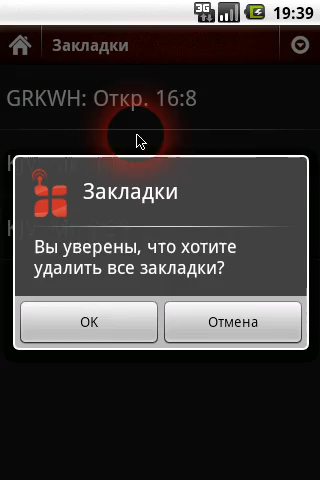 3G
19:39
Закладки
GRKWH: Откр. 16:8
Закладки
Вы уверены, что хотите
удалить все закладки?
OK
Отмена